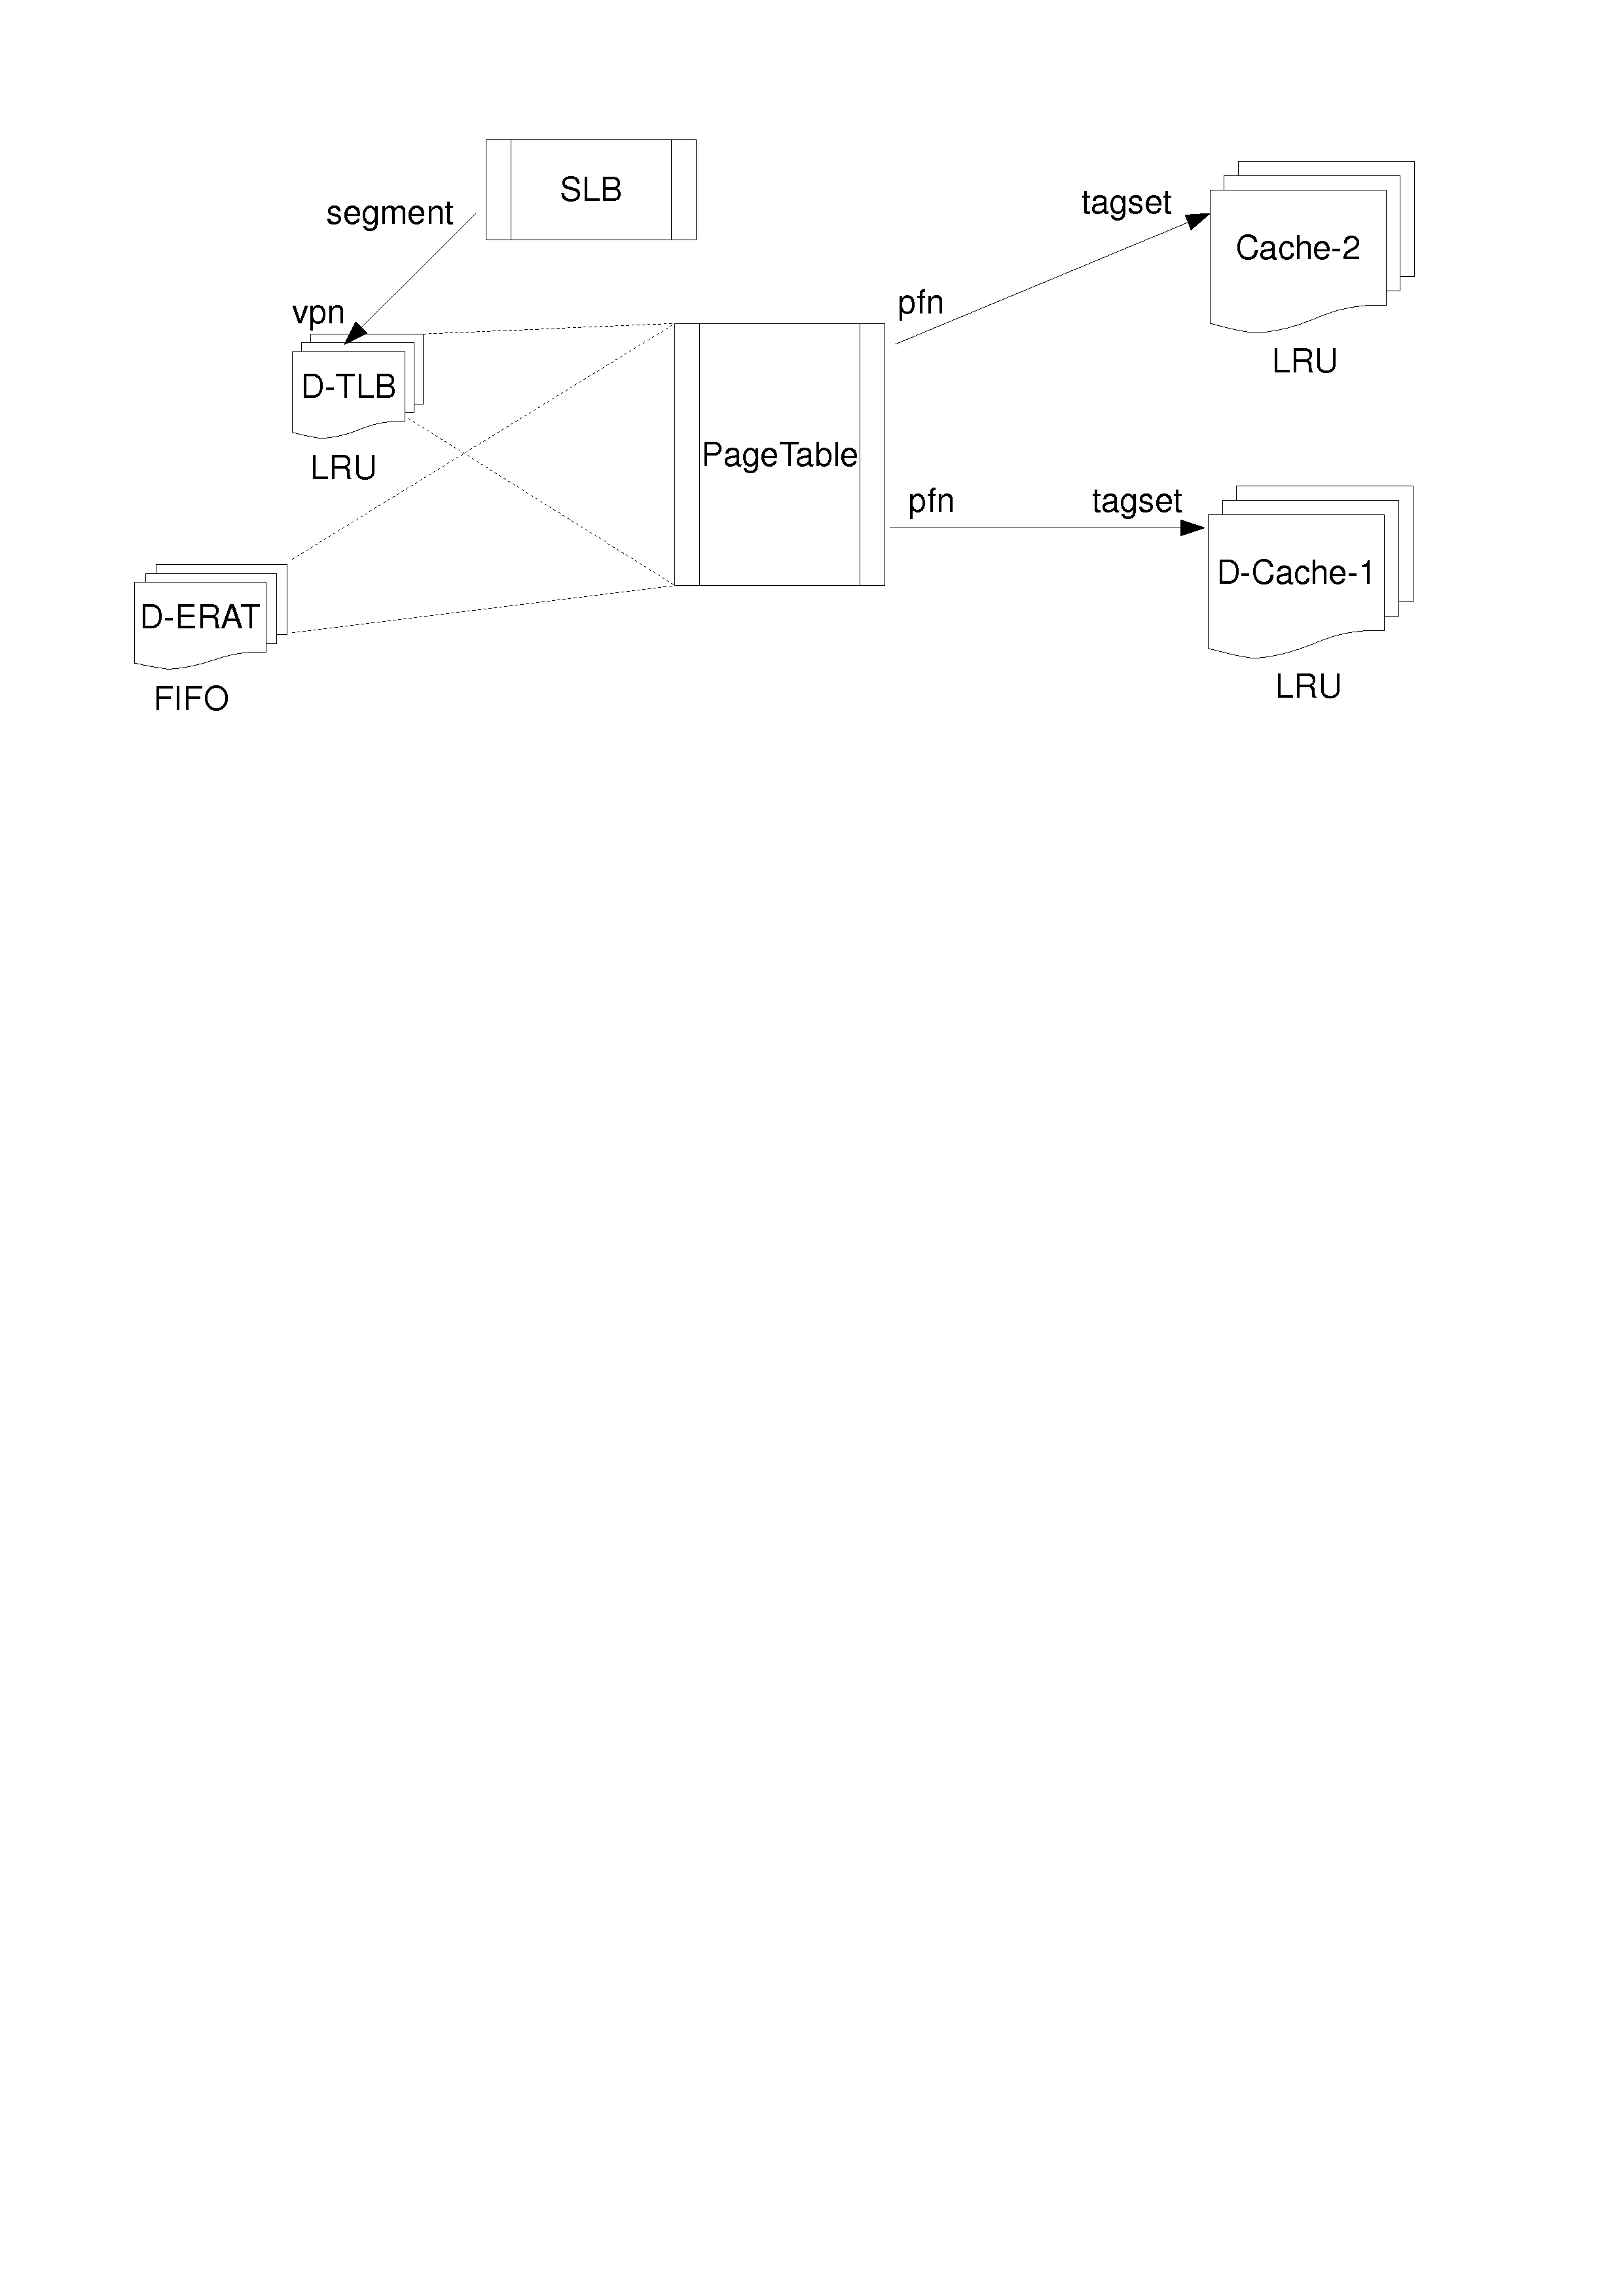 SLB
segment
tagset
Cache-2
vpn
pfn
LRU
D-TLB
LRU
PageTable
pfn
tagset
D-Cache-1
D-ERAT
LRU
FIFO